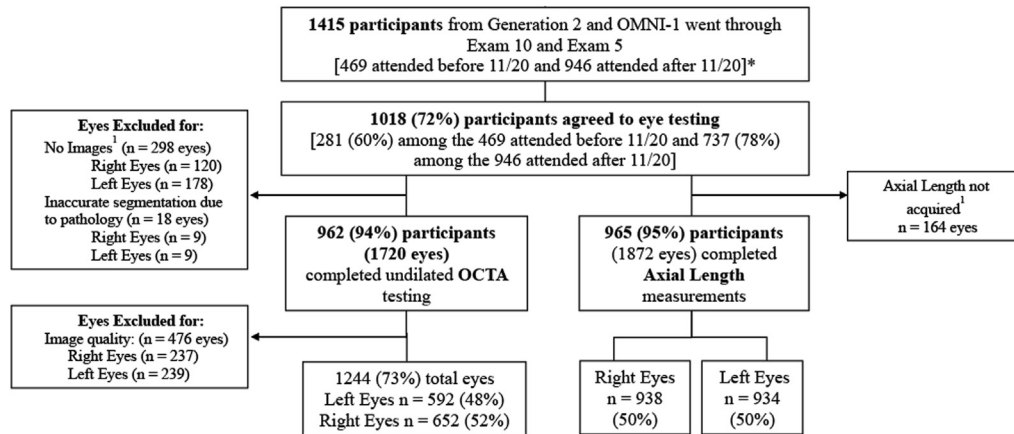 1415 participants from Generation 2 and OMNI-1 went through
Exam 10 and Exam 5
[469 attended before 11/20 and 946 attended after 11/20]*
1018 (72%) participants agreed to eye testing
[281 (60%) among the 469 attended before 11/20 and 737 (78%)
among the 946 attended after 11/20]
Eyes Excluded for:
No Images1 (n = 298 eyes)
Right Eyes (n = 120)
Left Eyes (n = 178)
Inaccurate segmentation due
to pathology (n = 18 eyes)
Right Eyes (n = 9)
Left Eyes (n = 9)
Axial Length not
acquired1
n = 164 eyes
962 (94%) participants
(1720 eyes)
completed undilated OCTA
testing
965 (95%) participants
(1872 eyes) completed
Axial Length
measurements
Eyes Excluded for:
Image quality: (n = 476 eyes)
Right Eyes (n = 237)
Left Eyes (n = 239)
1244 (73%) total eyes
Left Eyes n = 592 (48%)
Right Eyes n = 652 (52%)
Right Eyes
n = 938
(50%)
Left Eyes
n = 934
(50%)